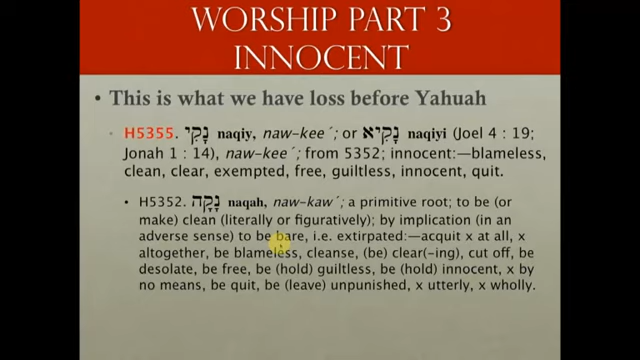 WORSHIP PART 3
INNOCENT
• This is what we have loss before Yahuah
• H5355. נָקִי naqiy, naw-kee´; or נָקִיא naqiyi (Joel 4 : 19;
Jonah 1 : 14), naw-kee´; from 5352; innocent:—blameless,
clean, clear, exempted, free, guiltless, innocent, quit.
• H5352. נָקָה naqah, naw-kaw´; a primitive root; to be (or
make) clean (literally or figuratively); by implication (in an
adverse sense) to be bare, i.e. extirpated:—acquit x at all, x
altogether, be blameless, cleanse, (be) clear(-ing), cut off, be
desolate, be free, be (hold) guiltless, be (hold) innocent, x by
no means, be quit, be (leave) unpunished, x utterly, x wholly.